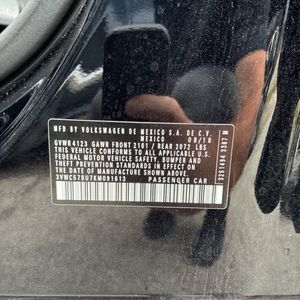 MFD BY VOLKSWAGEN DE MEXICO S.A. DE C.V.
MEXICO 08/18
GVWR 4123 GAWR FRONT 2101 / REAR 2072 LBS
THIS VEHICLE CONFORMS TO ALL APPLICABLE U.S.
FEDERAL MOTOR VEHICLE SAFETY, BUMPER AND
THEFT PREVENTION STANDARDS IN EFFECT ON THE
DATE OF MANUFACTURE SHOWN ABOVE
PASSENGER CAR